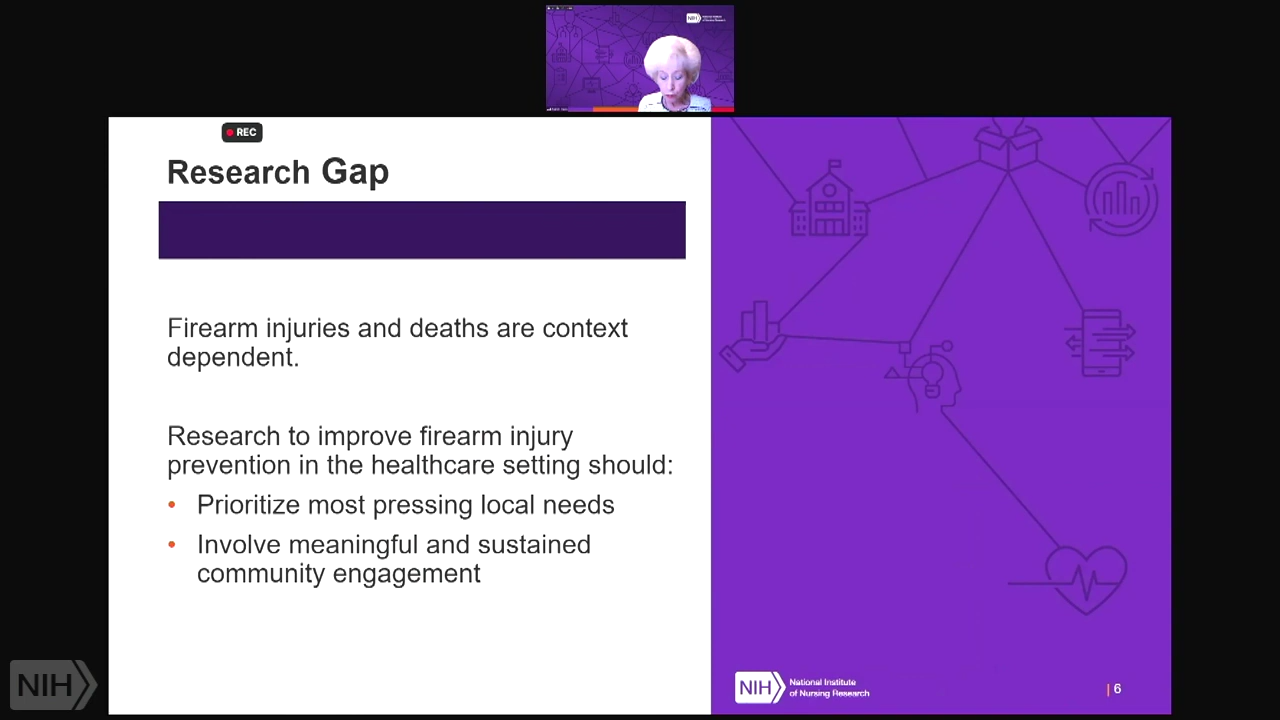 NIH
REC
Research Gap
Firearm injuries and deaths are context
dependent.
Research to improve firearm injury
prevention in the healthcare setting should:
• Prioritize most pressing local needs
• Involve meaningful and sustained
community engagement
NIH
National Institute
of Nursing Research
| 6
NIH